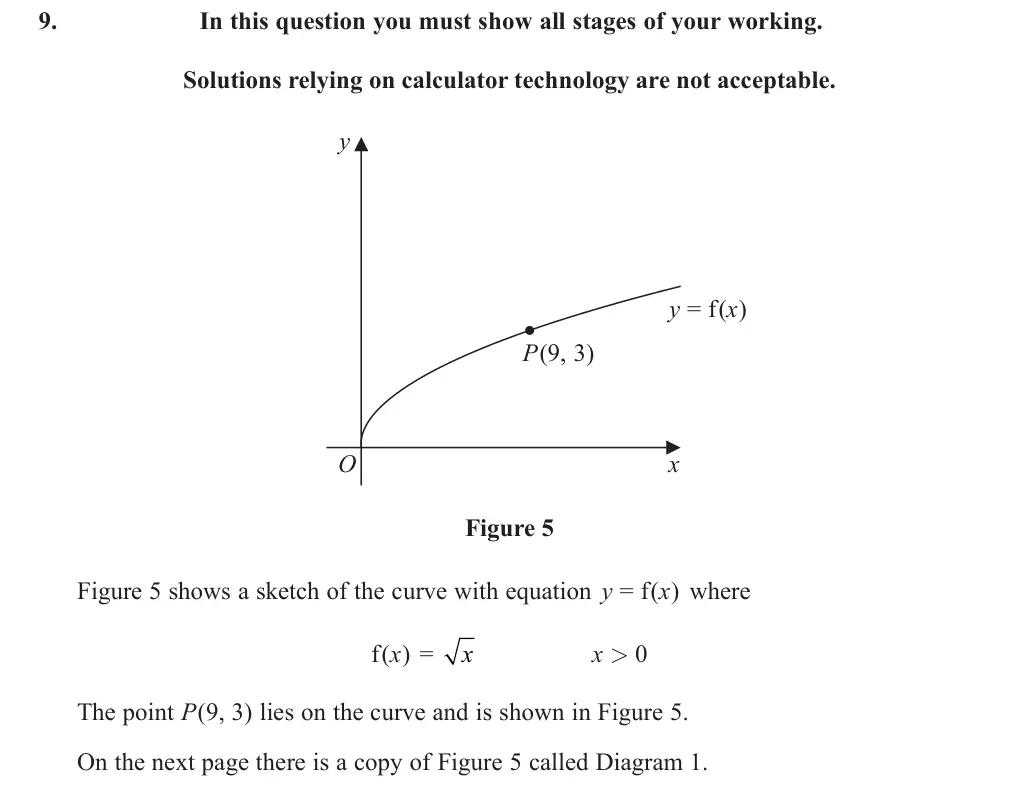 9. In this question you must show all stages of your working.
Solutions relying on calculator technology are not acceptable.
y
y = f(x)
P(9, 3)
O
x
Figure 5
Figure 5 shows a sketch of the curve with equation y = f(x) where
f(x) = √x x > 0
The point P(9, 3) lies on the curve and is shown in Figure 5.
On the next page there is a copy of Figure 5 called Diagram 1.